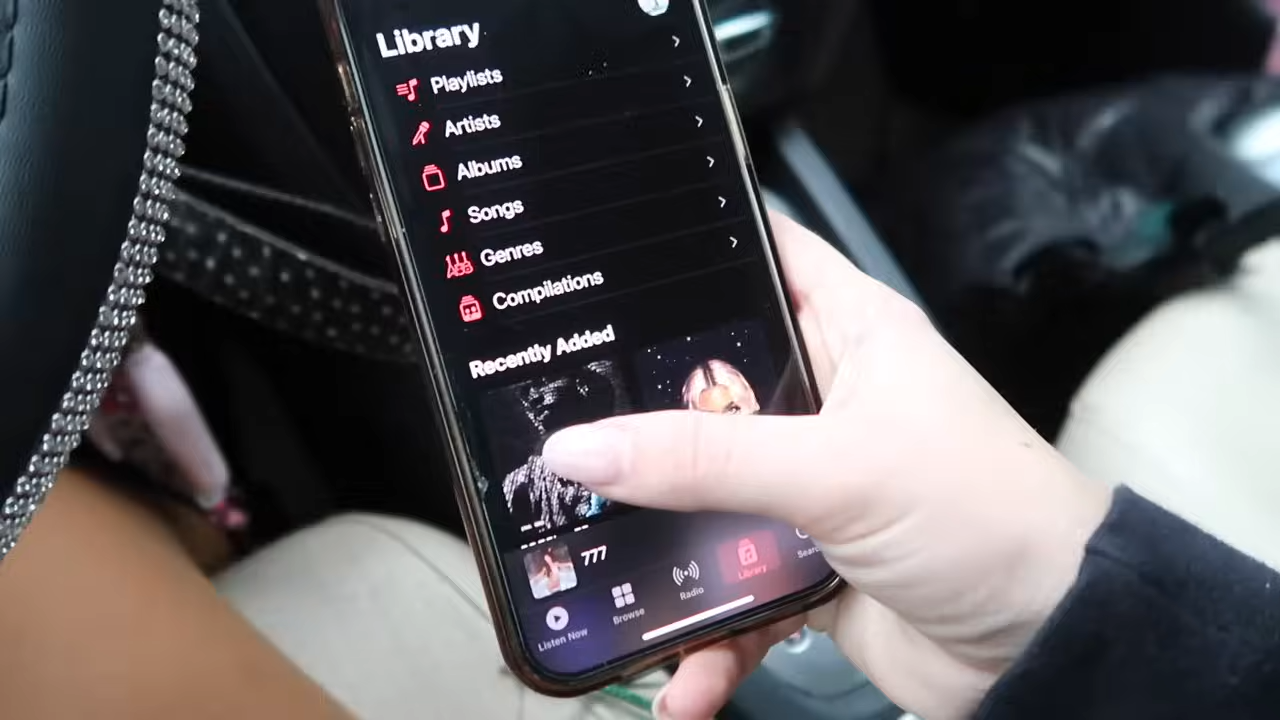 Library
Playlists
Artists
Albums
Songs
Genres
Compilations
Recently Added
777
Listen Now
Browse
Radio
Library